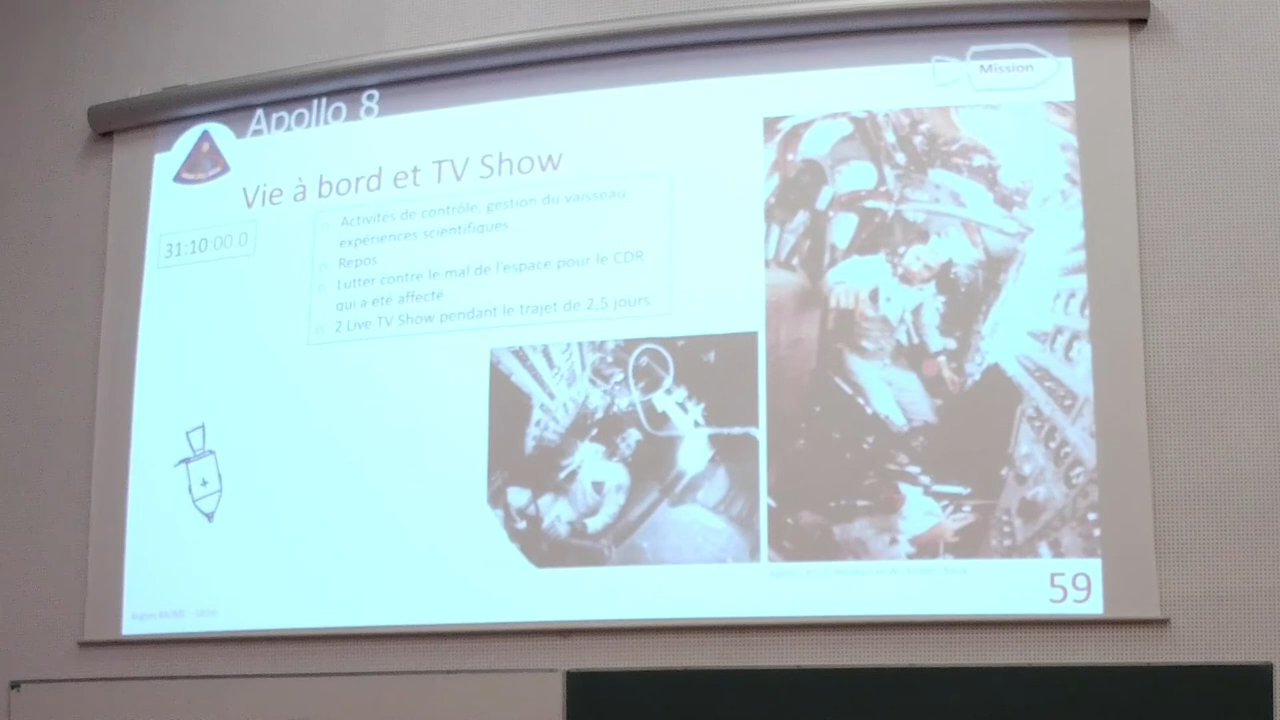 Apollo 8
Mission
Vie à bord et TV Show
31:10:00.0
Activités de contrôle, gestion du vaisseau,
expériences scientifiques
Repos
Lutter contre le mal de l'espace pour le CDR
qui a été affecté
2 Live TV Show pendant le trajet de 2,5 jours
59